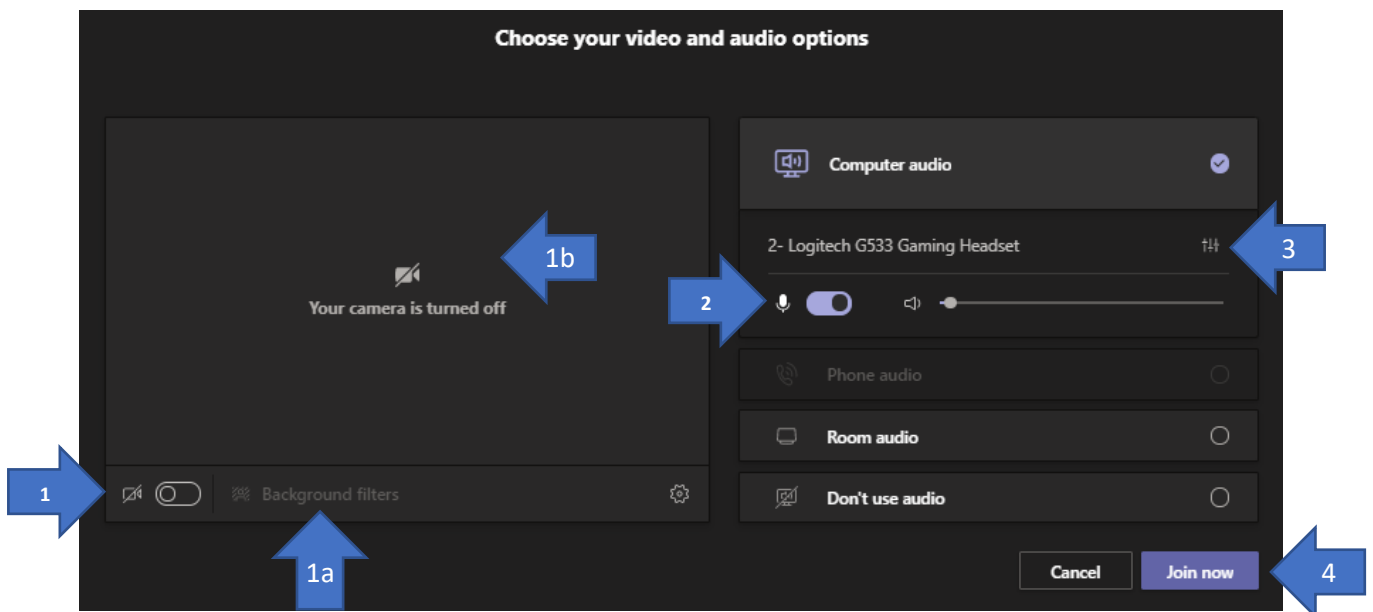 Choose your video and audio options
Computer audio
1b
2- Logitech G533 Gaming Headset
3
Your camera is turned off
2
Phone audio
Room audio
1
Background filters
Don't use audio
1a
Cancel
Join now
4